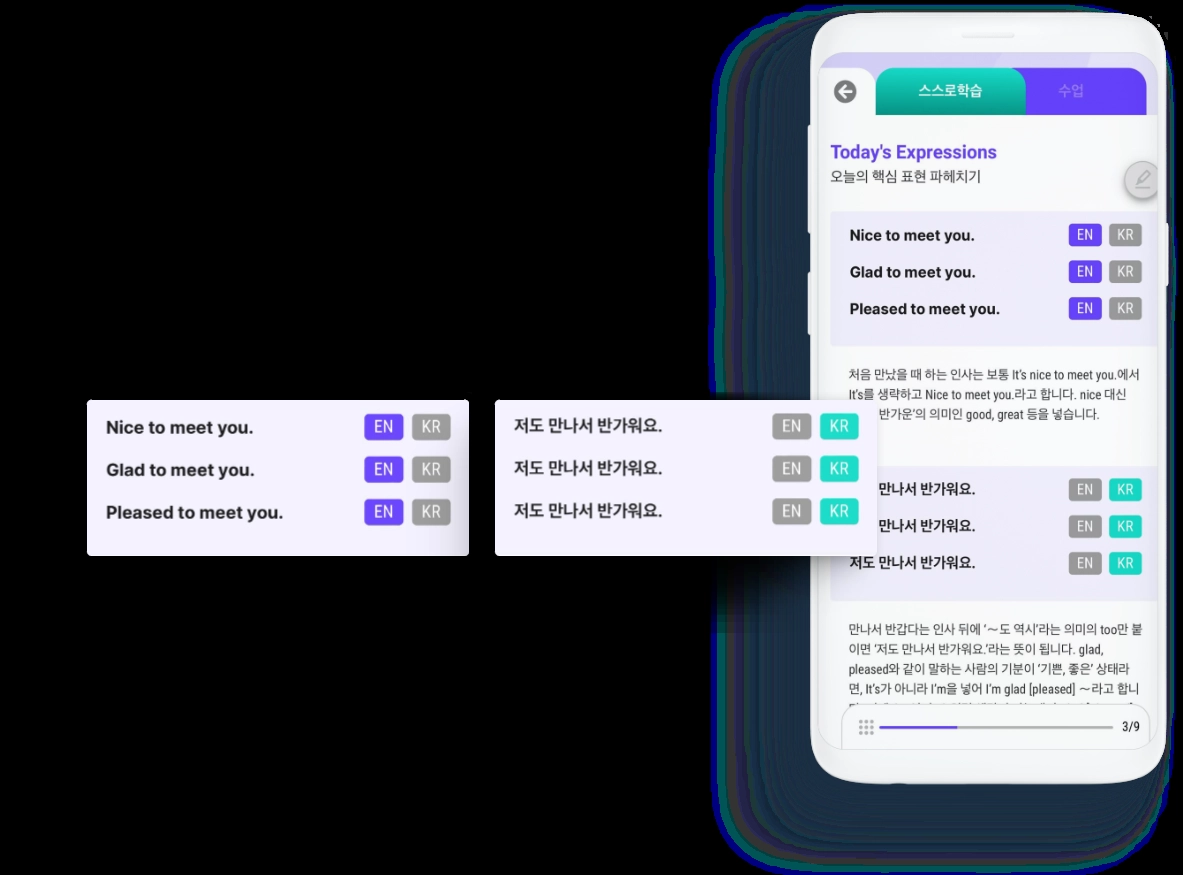 스스로학습
수업
Today's Expressions
오늘의 핵심 표현 파헤치기
Nice to meet you. EN KR
Glad to meet you. EN KR
Pleased to meet you. EN KR
처음 만났을 때 하는 인사는 보통 It's nice to meet you.에서
It's를 생략하고 Nice to meet you.라고 합니다. nice 대신
반가운'의 의미인 good, great 등을 넣습니다.
만나서 반가워요. EN KR
만나서 반가워요. EN KR
저도 만나서 반가워요. EN KR
만나서 반갑다는 인사 뒤에 '~도 역시'라는 의미의 too만 붙
이면 '저도 만나서 반가워요.'라는 뜻이 됩니다. glad,
pleased와 같이 말하는 사람의 기분이 '기쁜, 좋은' 상태라
면, It's가 아니라 I'm을 넣어 I'm glad [pleased] ~라고 합니
3/9
Nice to meet you. EN KR
Glad to meet you. EN KR
Pleased to meet you. EN KR
저도 만나서 반가워요. EN KR
저도 만나서 반가워요. EN KR
저도 만나서 반가워요. EN KR